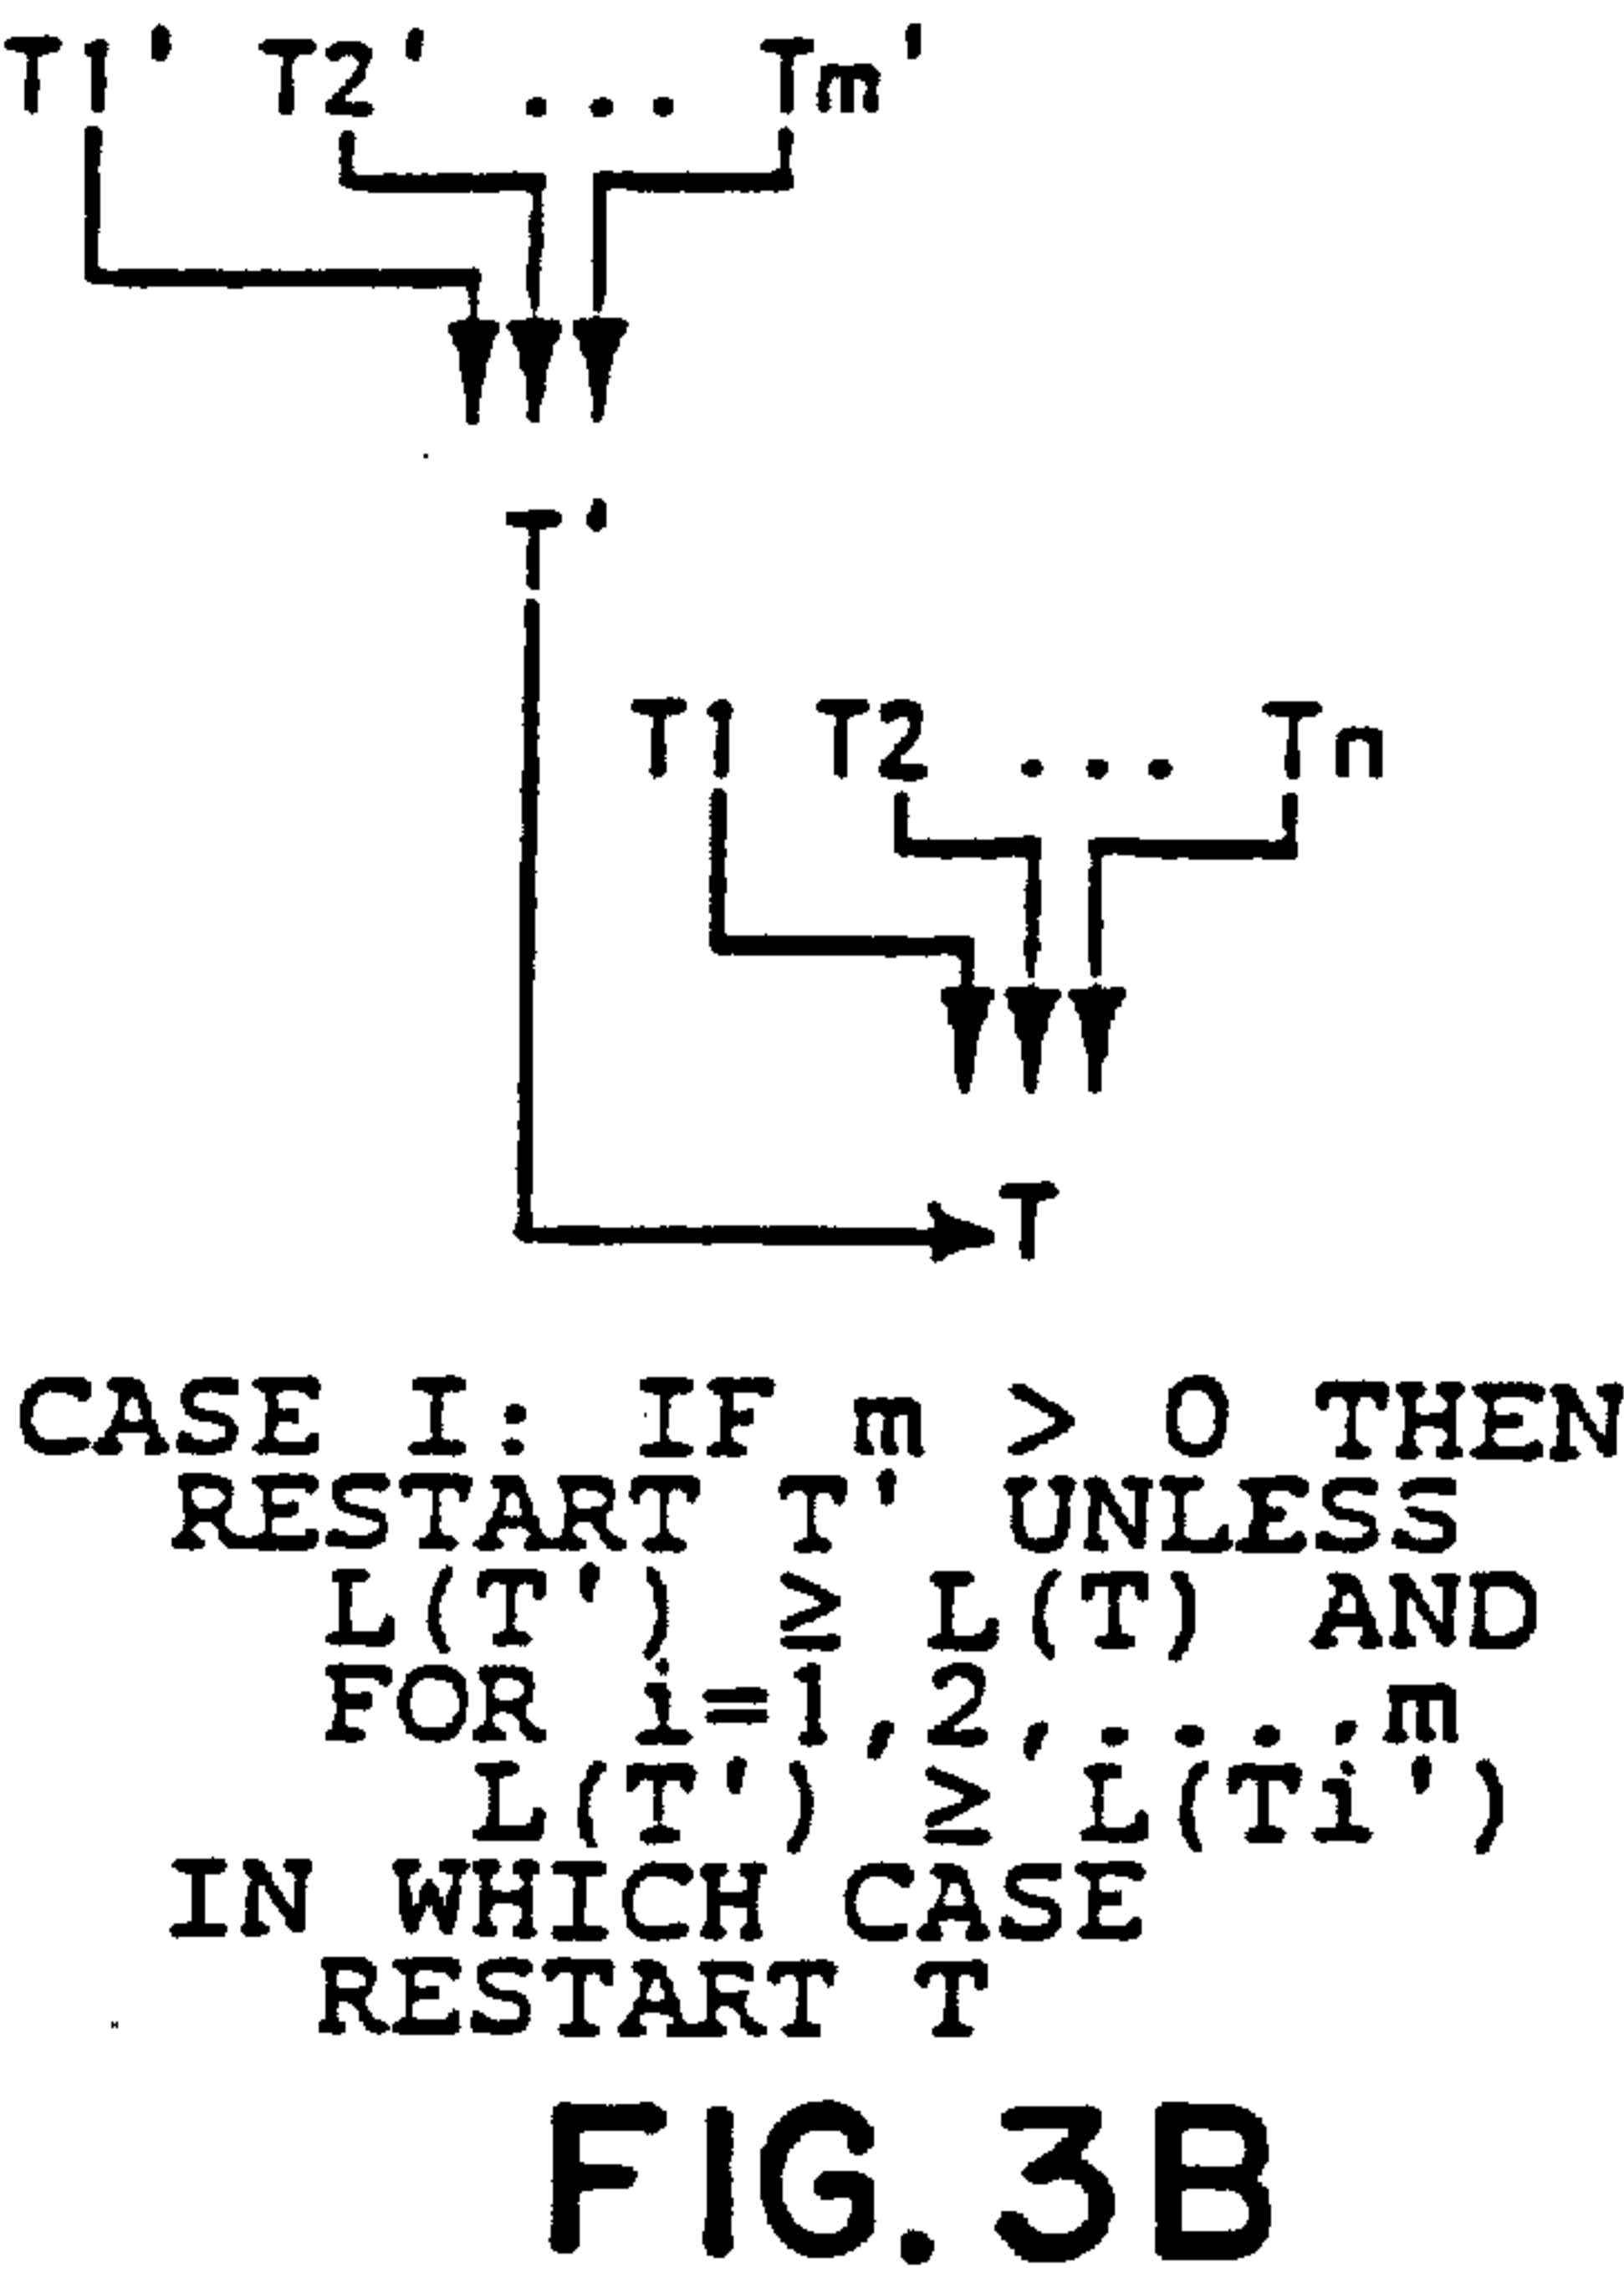 T1' T2' ... Tm'
T'
T1 T2 ... Tn
T
CASE I: IF m > 0 THEN
RESTART T' UNLESS
L(T') ≥ L(T) AND
FOR i=1,2,....m
L(T') ≥ L(Ti')
IN WHICH CASE
RESTART T
FIG. 3B